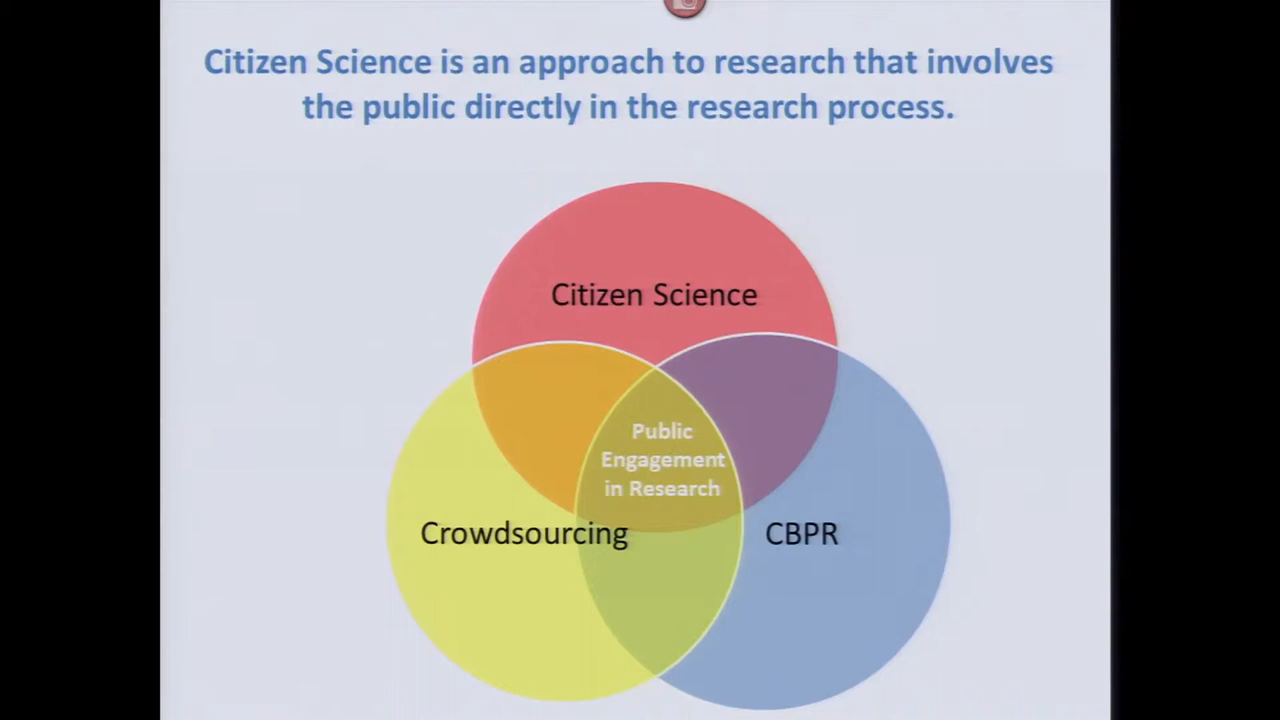 Citizen Science is an approach to research that involves
the public directly in the research process.
Citizen Science
Public
Engagement
in Research
Crowdsourcing
CBPR